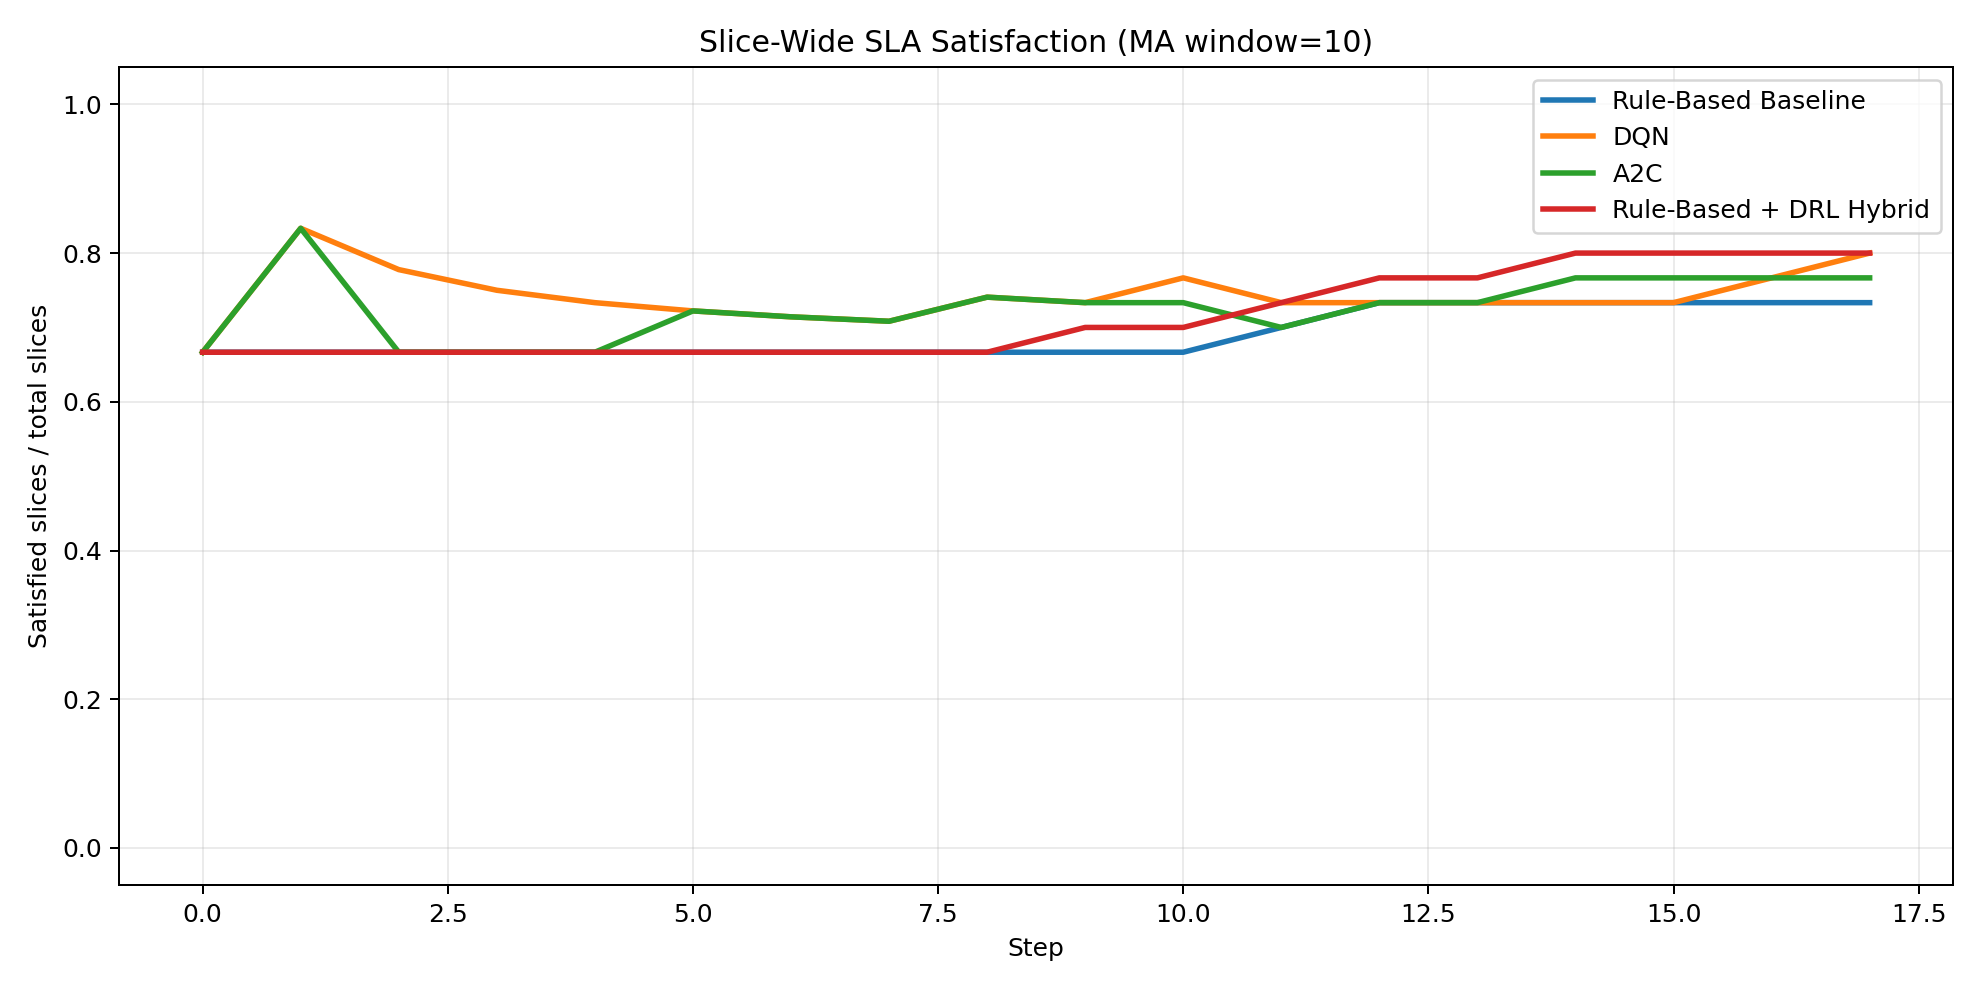 Slice-Wide SLA Satisfaction (MA window=10)
Satisfied slices / total slices
1.0
0.8
0.6
0.4
0.2
0.0
Rule-Based Baseline
DQN
A2C
Rule-Based + DRL Hybrid
0.0 2.5 5.0 7.5 10.0 12.5 15.0 17.5
Step